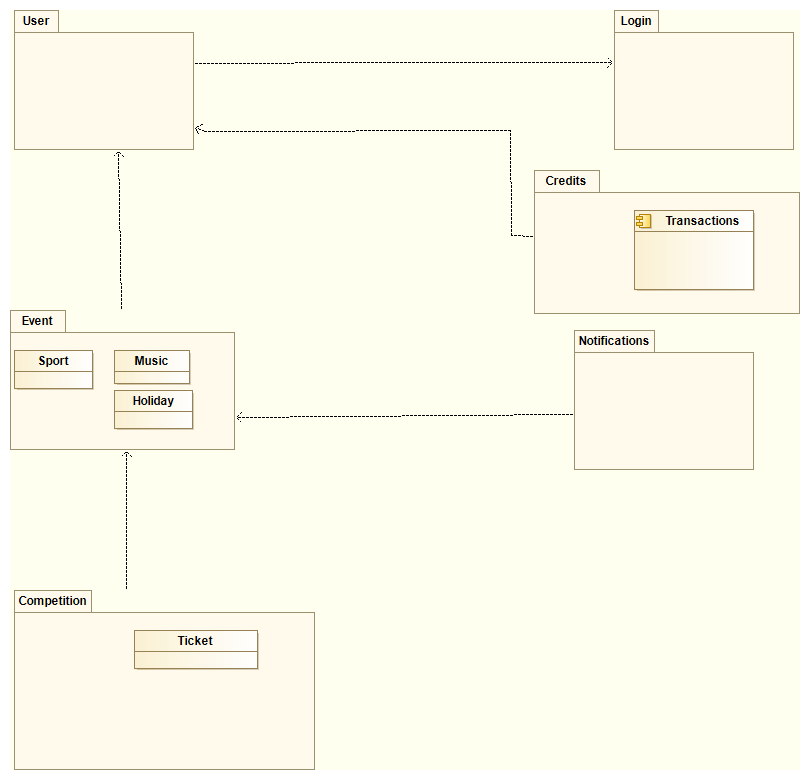 User
Login
Credits
Transactions
Event
Sport
Music
Holiday
Notifications
Competition
Ticket